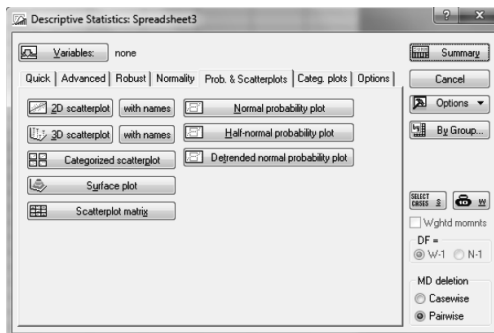 Descriptive Statistics: Spreadsheet3
Variables: none
Quick Advanced Robust Normality Prob. & Scatterplots Categ. plots Options
2D scatterplot with names Normal probability plot
3D scatterplot with names Half-normal probability plot
Categorized scatterplot Detrended normal probability plot
Surface plot
Scatterplot matrix
Summary
Cancel
Options
By Group...
SELECT CASES S W
Wghtd momnts
DF =
W-1 N-1
MD deletion
Casewise
Pairwise